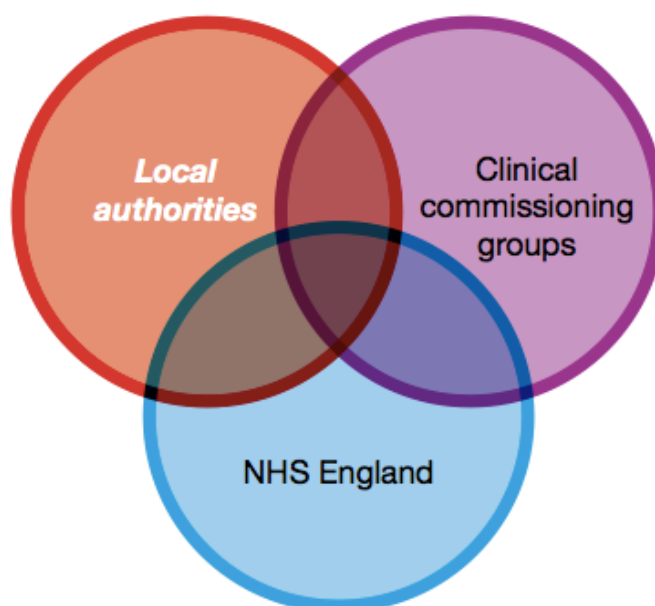 Local
authorities
Clinical
commissioning
groups
NHS England